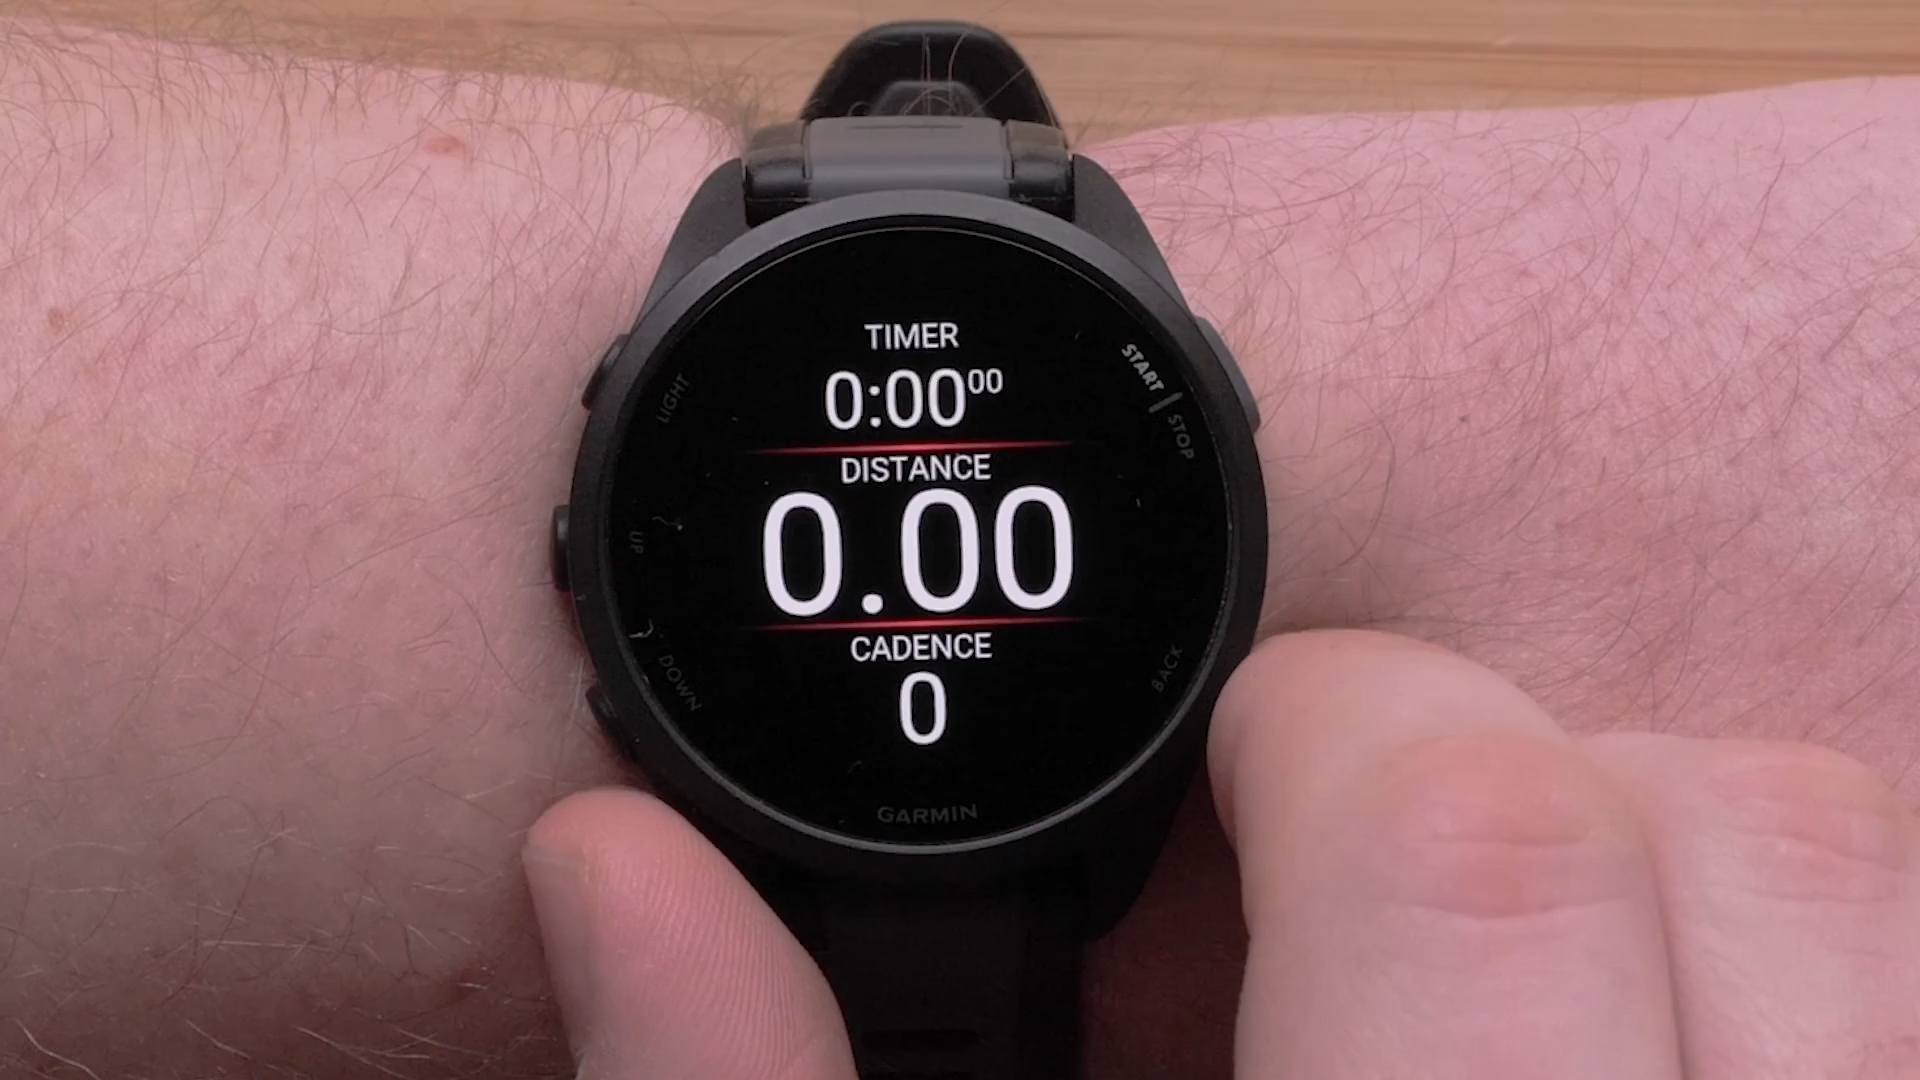 TIMER
0:00⁰⁰
DISTANCE
0.00
CADENCE
0
GARMIN
LIGHT
UP
DOWN
START | STOP
BACK